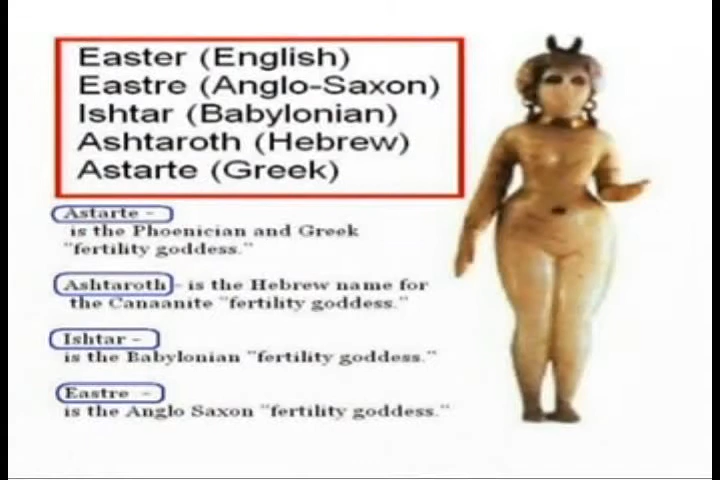 Easter (English)
Eastre (Anglo-Saxon)
Ishtar (Babylonian)
Ashtaroth (Hebrew)
Astarte (Greek)
Astarte -
is the Phoenician and Greek
"fertility goddess."
Ashtaroth - is the Hebrew name for
the Canaanite "fertility goddess."
Ishtar -
is the Babylonian "fertility goddess."
Eastre -
is the Anglo Saxon "fertility goddess."